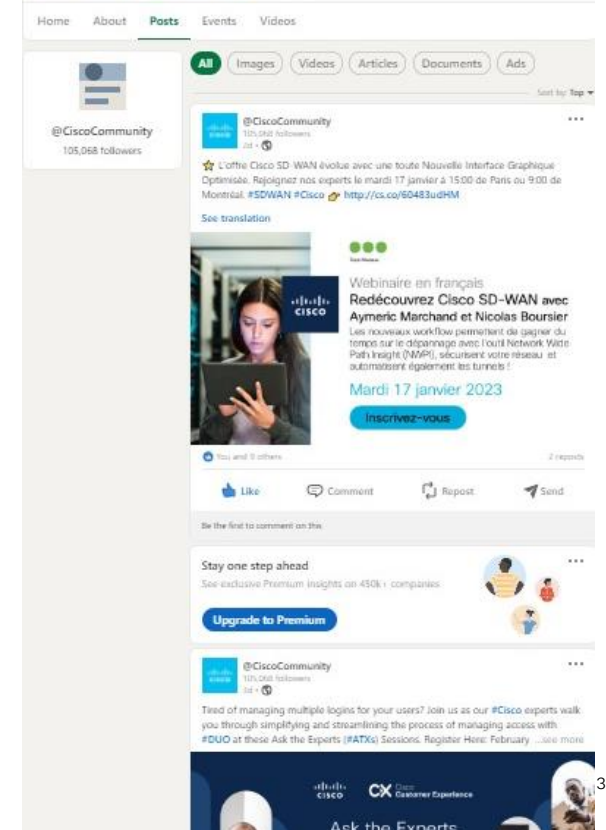 Home About Posts Events Videos
All Images Videos Articles Documents Ads
Sort by: Top
@CiscoCommunity
105,068 followers
@CiscoCommunity
105,068 followers
2d •
L'offre Cisco SD-WAN évolue avec une toute Nouvelle Interface Graphique
Optimisée. Rejoignez nos experts le mardi 17 janvier à 15:00 de Paris ou 9:00 de
Montréal. #SDWAN #Cisco 👉 http://cs.co/60483udHM
See translation
CISCO
Webinaire en français
Redécouvrez Cisco SD-WAN avec
Aymeric Marchand et Nicolas Boursier
Les nouveaux workflow permettent de gagner du
temps sur le dépannage avec l'outil Network Wide
Path Insight (NWPI), sécurisent votre réseau et
automatisent également les tunnels !
Mardi 17 janvier 2023
Inscrivez-vous
You and 9 others
2 reposts
Like Comment Repost Send
Be the first to comment on this
Stay one step ahead
See exclusive Premium insights on 450k+ companies
Upgrade to Premium
@CiscoCommunity
105,068 followers
Tired of managing multiple logins for your users? Join us as our #Cisco experts walk
you through simplifying and streamlining the process of managing access with
#DUO at these Ask the Experts (#ATXs) Sessions. Register Here: February ...see more
3
CISCO CX Cisco
Customer Experience
Ask the Experts